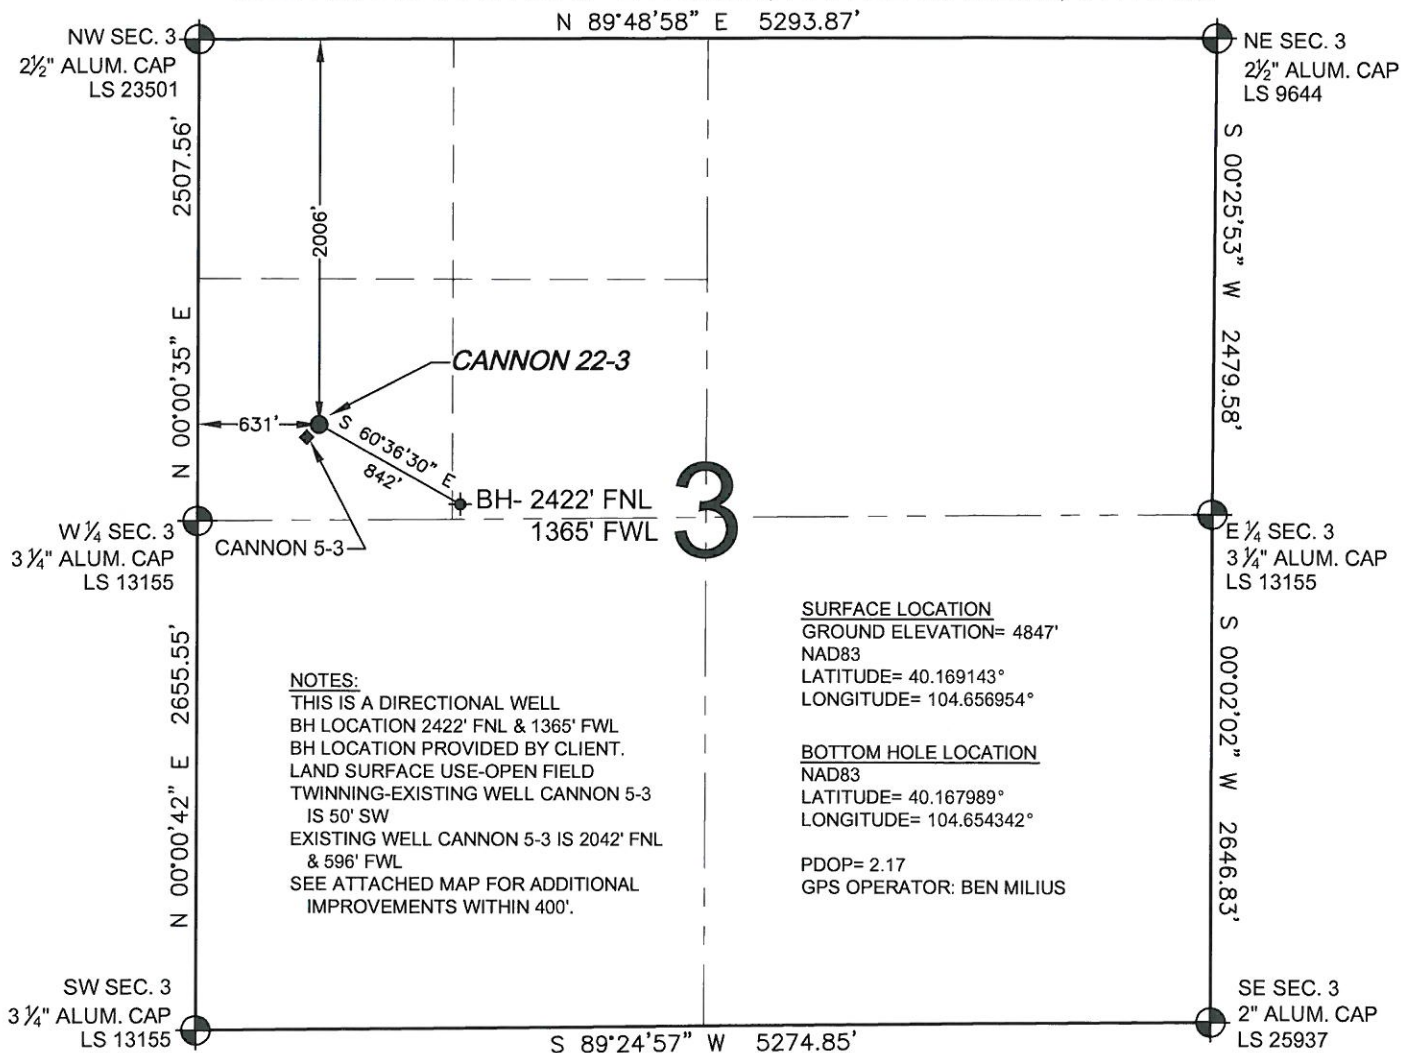 N 89°48'58" E 5293.87'
NW SEC. 3
2½" ALUM. CAP
LS 23501
NE SEC. 3
2½" ALUM. CAP
LS 9644
2507.56'
N 00°00'35" E
S 00°25'53" W 2479.58'
2006'
CANNON 22-3
631'
S 60°36'30" E
842'
BH- 2422' FNL
1365' FWL
3
W ¼ SEC. 3
3 ¼" ALUM. CAP
LS 13155
CANNON 5-3
E ¼ SEC. 3
3 ¼" ALUM. CAP
LS 13155
N 00°00'42" E 2655.55'
S 00°02'02" W 2646.83'
NOTES:
THIS IS A DIRECTIONAL WELL
BH LOCATION 2422' FNL & 1365' FWL
BH LOCATION PROVIDED BY CLIENT.
LAND SURFACE USE-OPEN FIELD
TWINNING-EXISTING WELL CANNON 5-3
IS 50' SW
EXISTING WELL CANNON 5-3 IS 2042' FNL
& 596' FWL
SEE ATTACHED MAP FOR ADDITIONAL
IMPROVEMENTS WITHIN 400'.
SURFACE LOCATION
GROUND ELEVATION= 4847'
NAD83
LATITUDE= 40.169143°
LONGITUDE= 104.656954°
BOTTOM HOLE LOCATION
NAD83
LATITUDE= 40.167989°
LONGITUDE= 104.654342°
PDOP= 2.17
GPS OPERATOR: BEN MILIUS
SW SEC. 3
3 ¼" ALUM. CAP
LS 13155
SE SEC. 3
2" ALUM. CAP
LS 25937
S 89°24'57" W 5274.85'